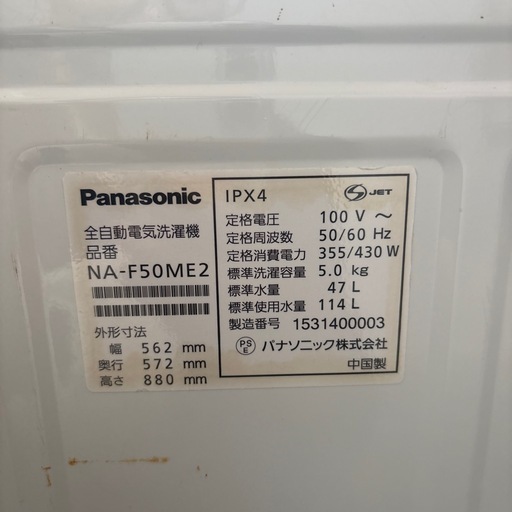 Panasonic
全自動電気洗濯機
品番
NA-F50ME2
外形寸法
幅 562 mm
奥行 572 mm
高さ 880 mm
IPX4
S JET
定格電圧 100 V ～
定格周波数 50/60 Hz
定格消費電力 355/430 W
標準洗濯容量 5.0 kg
標準水量 47 L
標準使用水量 114 L
製造番号 1531400003
PSE パナソニック株式会社
中国製